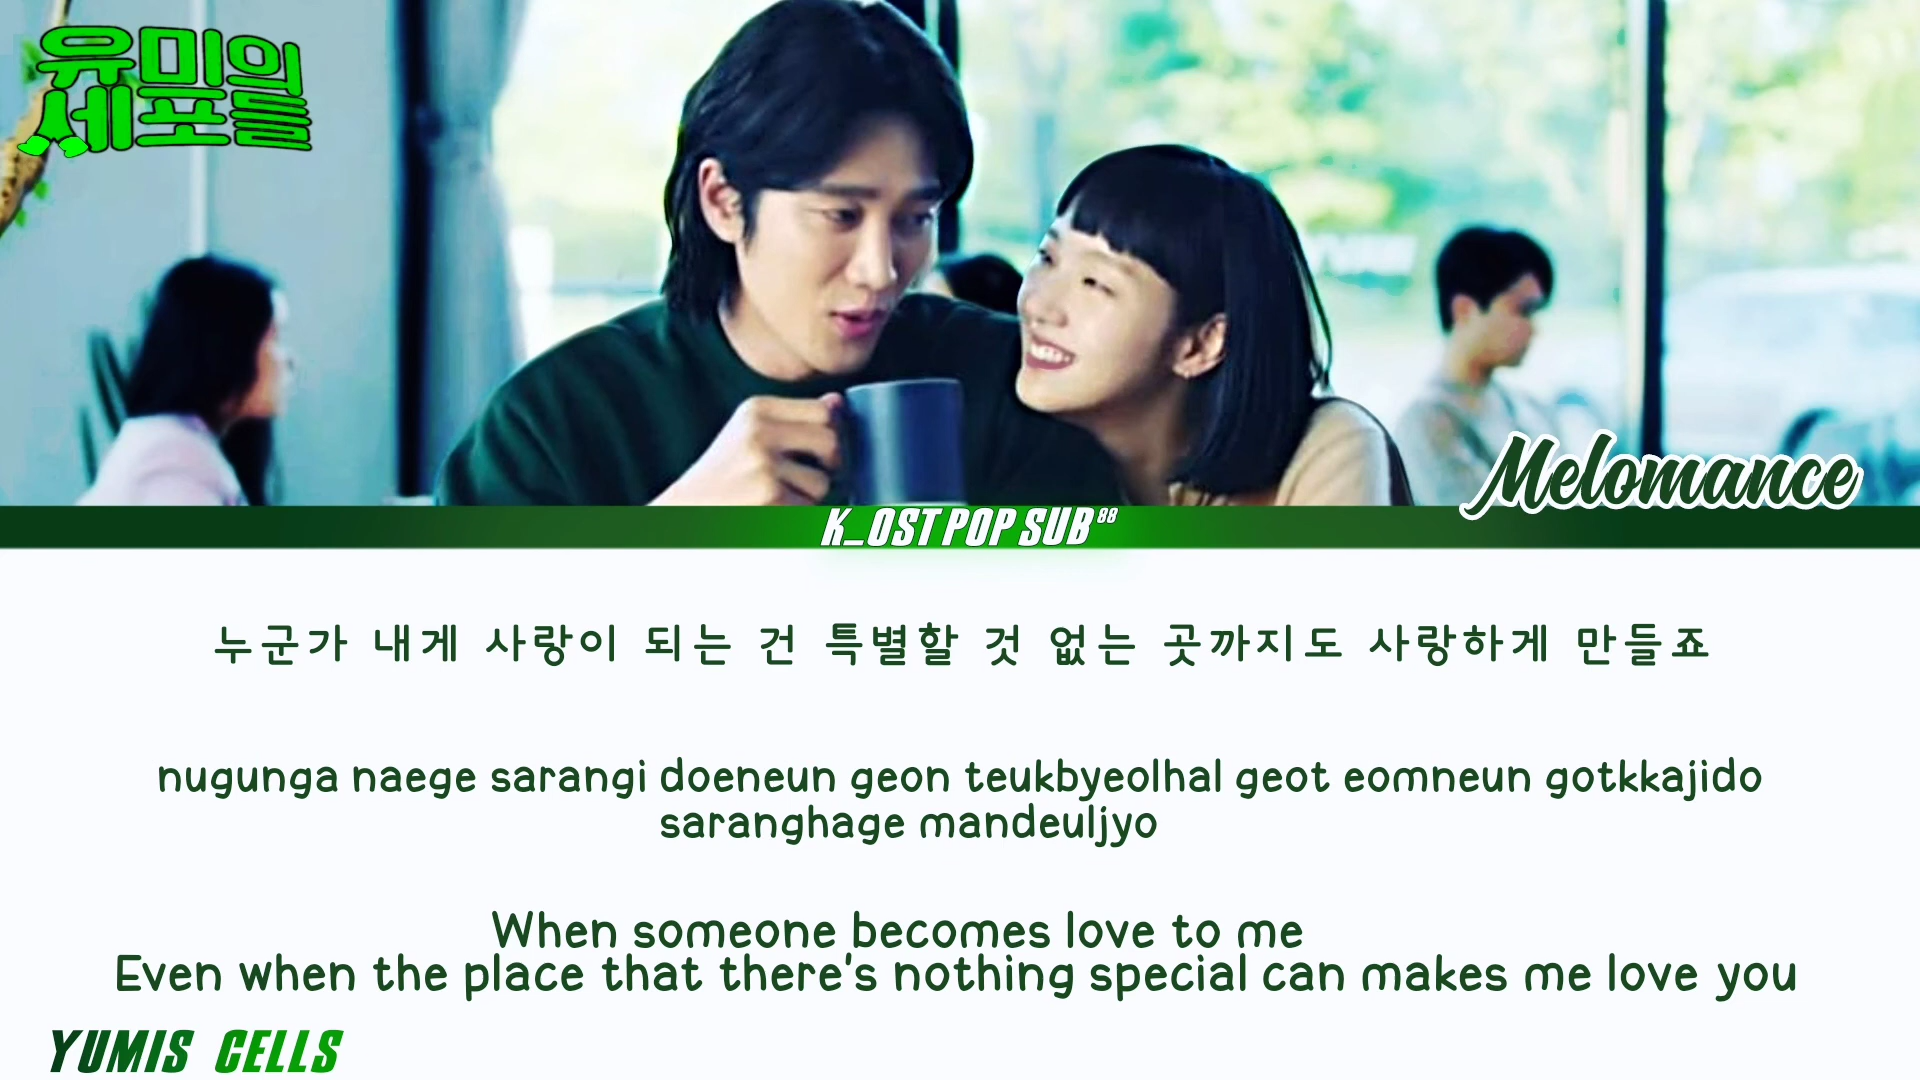 유미의
세포들
Melomance
K_OST POP SUB 88
누군가 내게 사랑이 되는 건 특별할 것 없는 곳까지도 사랑하게 만들죠
nugunga naege sarangi doeneun geon teukbyeolhal geot eomneun gotkkajido
saranghage mandeuljyo
When someone becomes love to me
Even when the place that there's nothing special can makes me love you
YUMIS CELLS